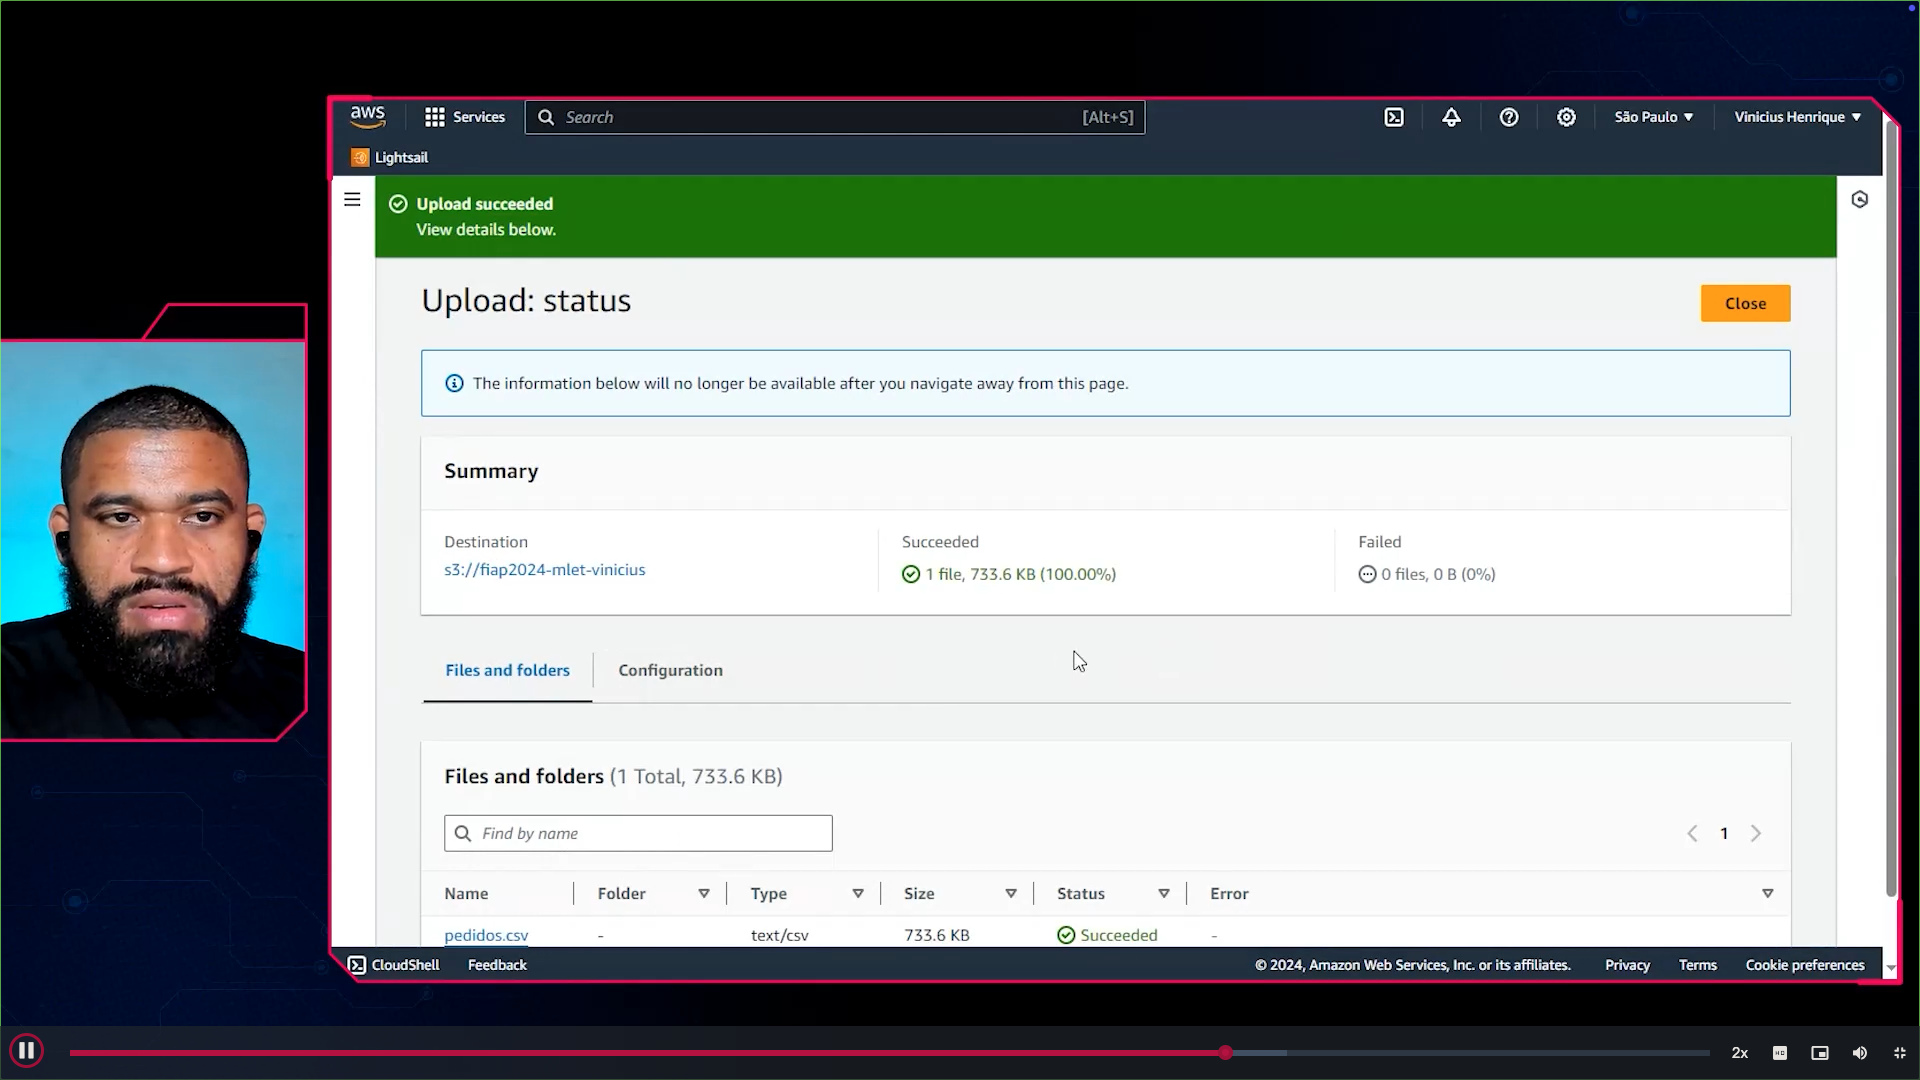 aws
Services
Search
[Alt+S]
São Paulo
Vinicius Henrique
Lightsail
Upload succeeded
View details below.
Upload: status
Close
The information below will no longer be available after you navigate away from this page.
Summary
Destination
s3://fiap2024-mlet-vinicius
Succeeded
1 file, 733.6 KB (100.00%)
Failed
0 files, 0 B (0%)
Files and folders
Configuration
Files and folders (1 Total, 733.6 KB)
Find by name
1
Name
Folder
Type
Size
Status
Error
pedidos.csv
-
text/csv
733.6 KB
Succeeded
-
CloudShell
Feedback
© 2024, Amazon Web Services, Inc. or its affiliates.
Privacy
Terms
Cookie preferences
2x
HD